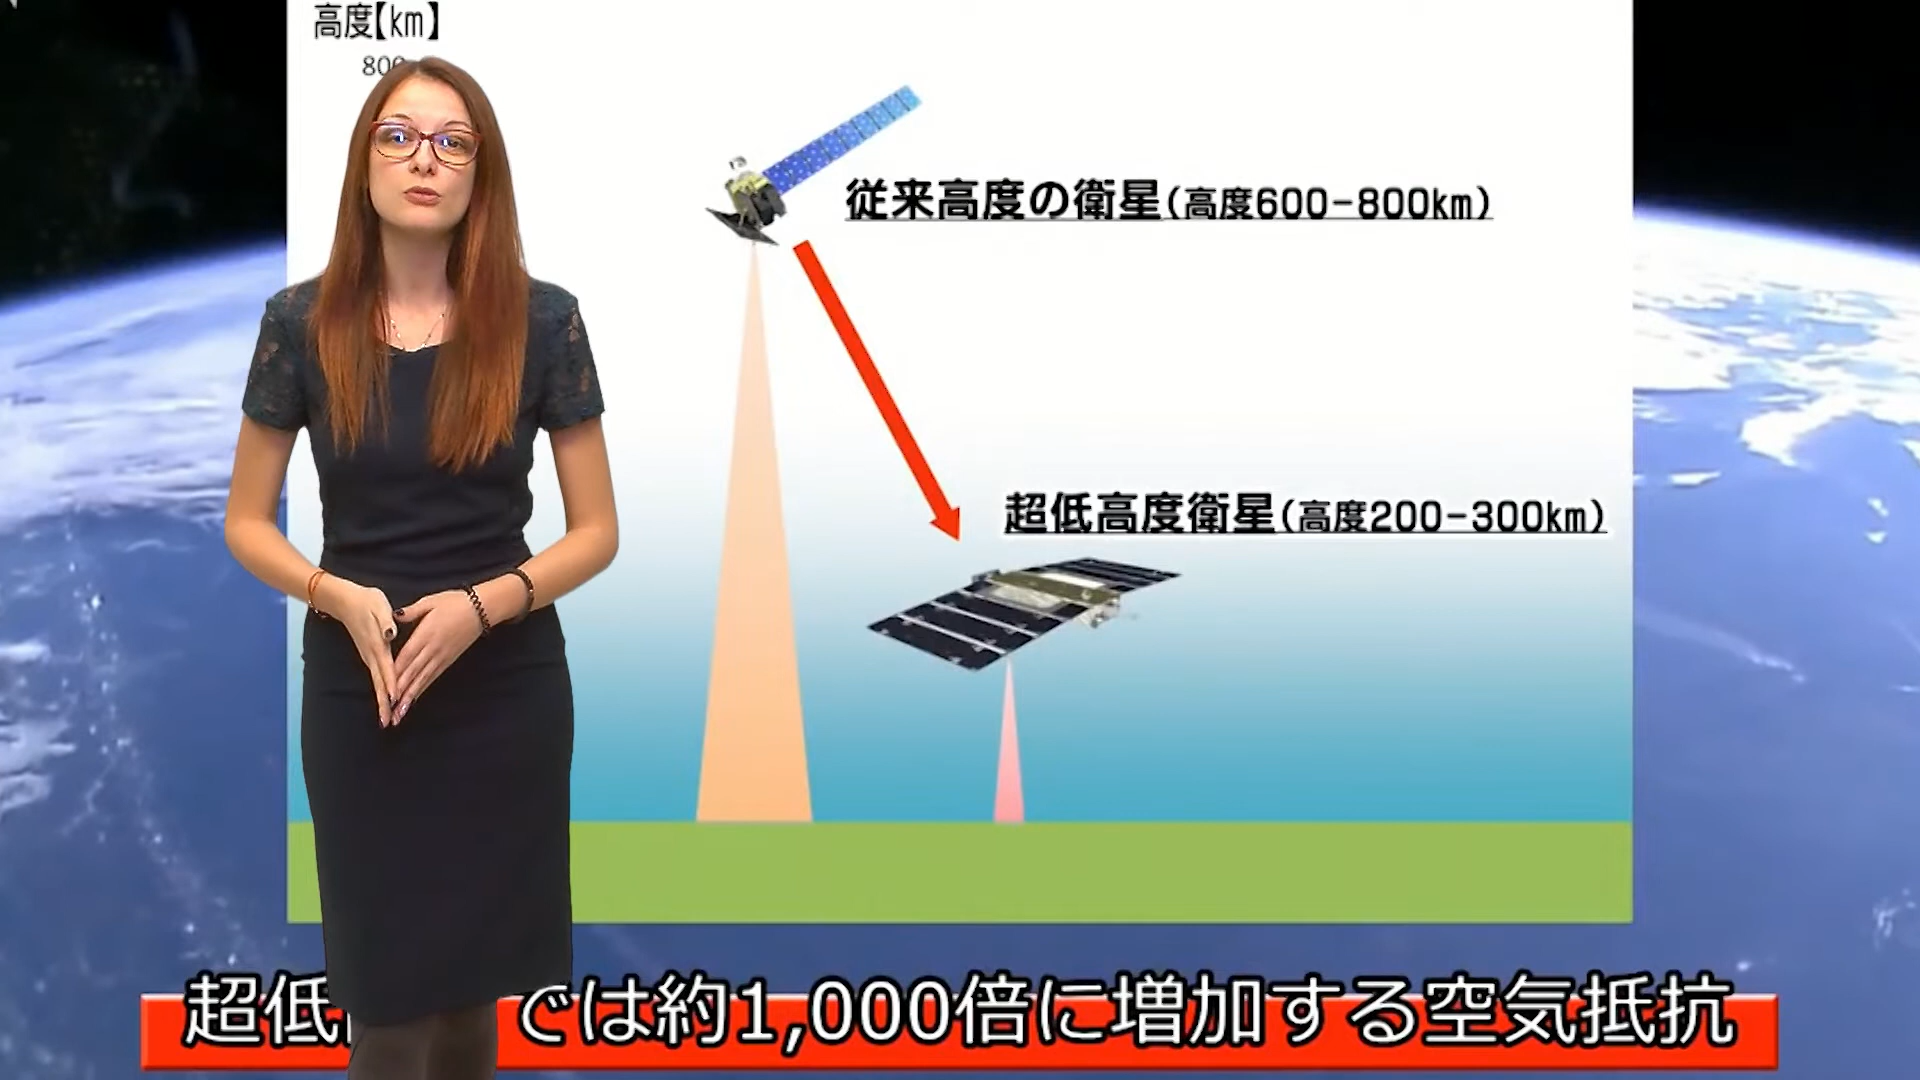 高度【km】
800
従来高度の衛星(高度600-800km)
超低高度衛星(高度200-300km)
超低 では約1,000倍に増加する空気抵抗